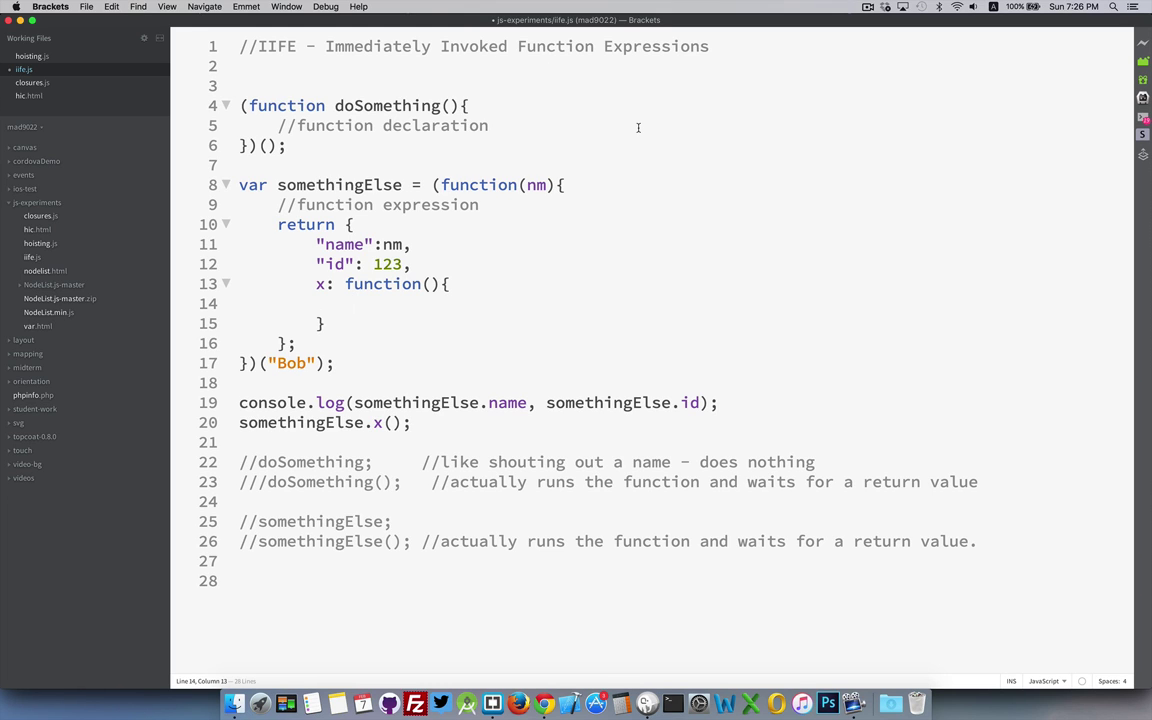 Brackets File Edit Find View Navigate Emmet Window Debug Help 100% Sun 7:26 PM
• js-experiments/iife.js (mad9022) — Brackets
Working Files
hoisting.js
iife.js
closures.js
hic.html
mad9022
canvas
cordovaDemo
events
ios-test
js-experiments
closures.js
hic.html
hoisting.js
iife.js
nodelist.html
NodeList.js-master
NodeList.js-master.zip
NodeList.min.js
var.html
layout
mapping
midterm
orientation
phpinfo.php
student-work
svg
topcoat-0.8.0
touch
video-bg
videos
1 //IIFE - Immediately Invoked Function Expressions
2
3
4 (function doSomething(){
5 //function declaration
6 })();
7
8 var somethingElse = (function(nm){
9 //function expression
10 return {
11 "name":nm,
12 "id": 123,
13 x: function(){
14
15 }
16 };
17 })("Bob");
18
19 console.log(somethingElse.name, somethingElse.id);
20 somethingElse.x();
21
22 //doSomething; //like shouting out a name - does nothing
23 ///doSomething(); //actually runs the function and waits for a return value
24
25 //somethingElse;
26 //somethingElse(); //actually runs the function and waits for a return value.
27
28
Line 14, Column 13 — 28 Lines INS JavaScript Spaces: 4